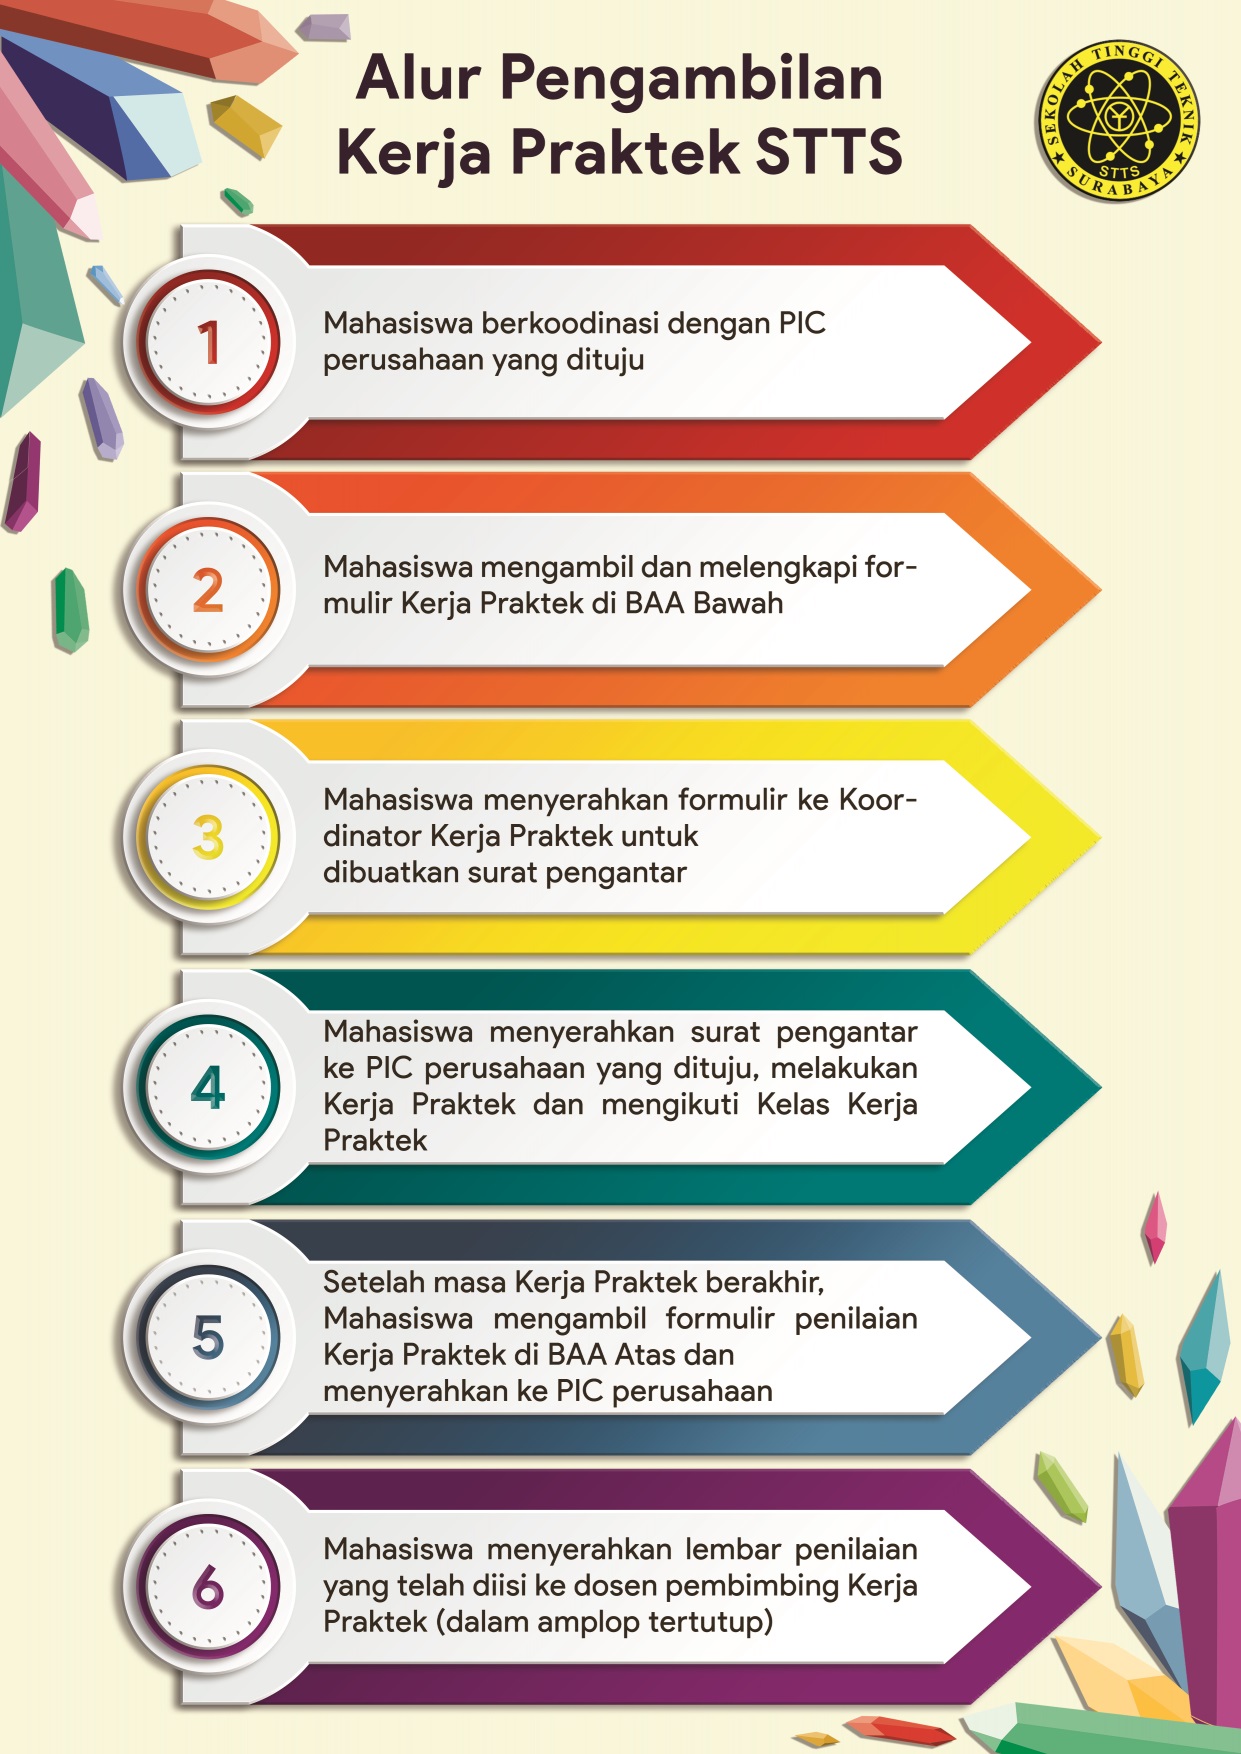 Alur Pengambilan
Kerja Praktek STTS
SEKOLAH TINGGI TEKNIK
STTS
SURABAYA
1
Mahasiswa berkoodinasi dengan PIC
perusahaan yang dituju
2
Mahasiswa mengambil dan melengkapi for-
mulir Kerja Praktek di BAA Bawah
3
Mahasiswa menyerahkan formulir ke Koor-
dinator Kerja Praktek untuk
dibuatkan surat pengantar
4
Mahasiswa menyerahkan surat pengantar
ke PIC perusahaan yang dituju, melakukan
Kerja Praktek dan mengikuti Kelas Kerja
Praktek
5
Setelah masa Kerja Praktek berakhir,
Mahasiswa mengambil formulir penilaian
Kerja Praktek di BAA Atas dan
menyerahkan ke PIC perusahaan
6
Mahasiswa menyerahkan lembar penilaian
yang telah diisi ke dosen pembimbing Kerja
Praktek (dalam amplop tertutup)